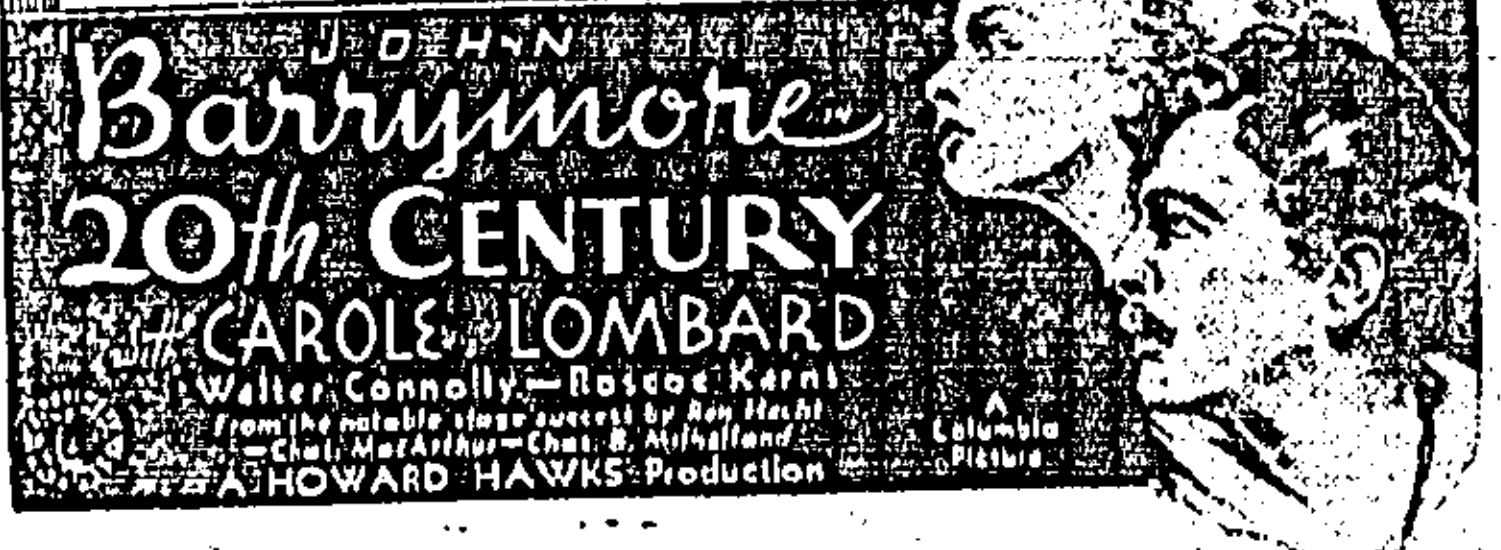 JOHN
Barrymore IN
20th CENTURY
with CAROLE LOMBARD
Walter Connolly — Roscoe Karns
from the notable stage success by Ben Hecht
— Chas. MacArthur — Chas. B. Milholland
A HOWARD HAWKS Production
A
Columbia
Picture